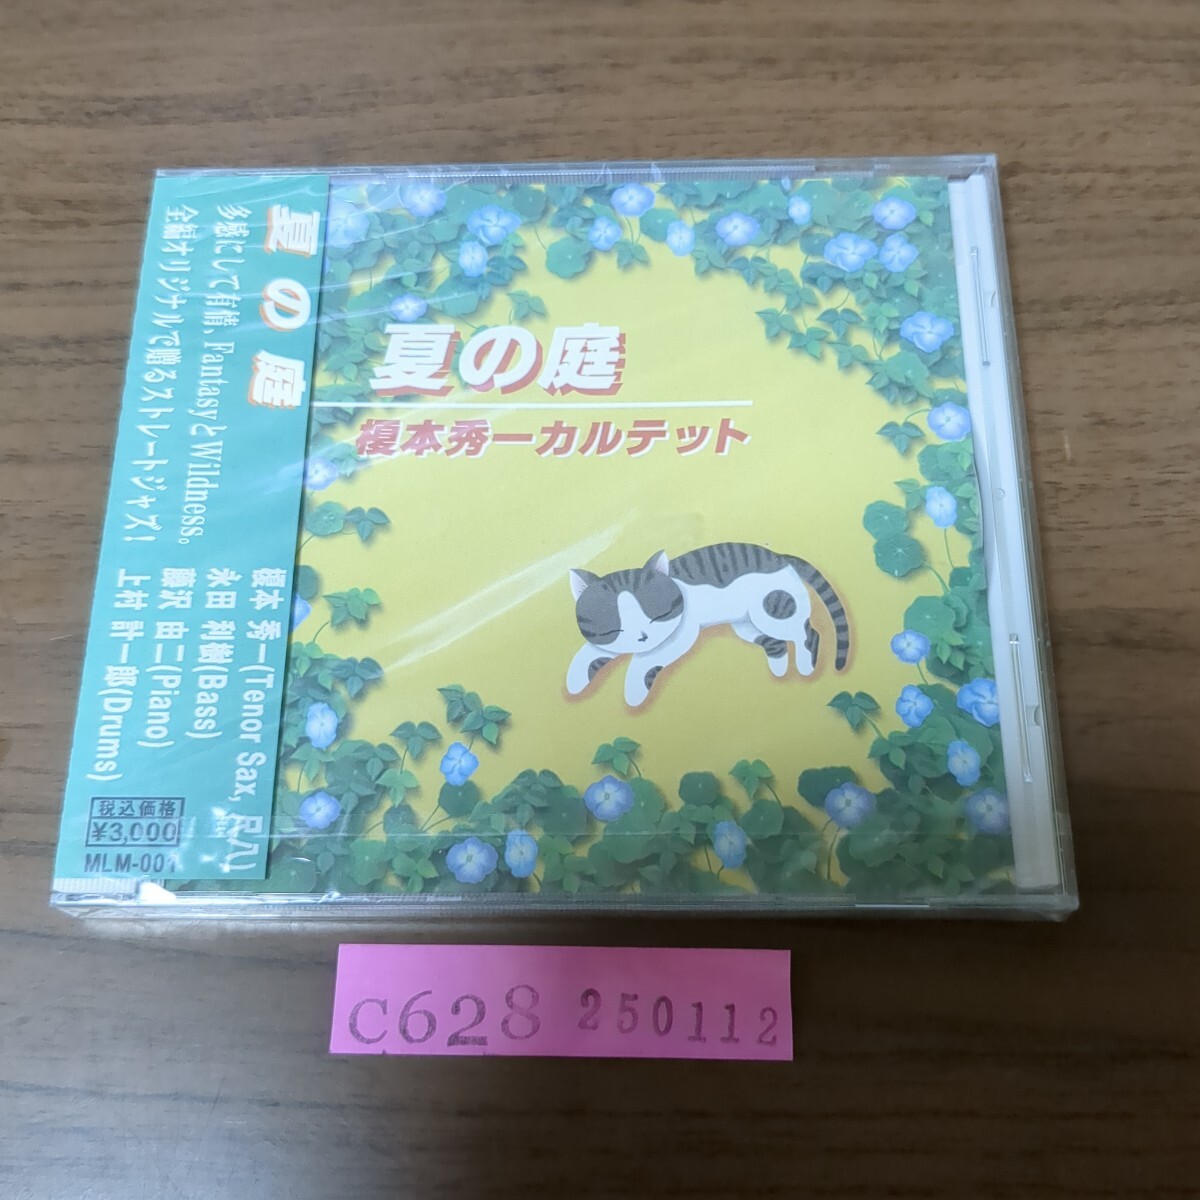 夏の庭
多感にして有情、FantasyとWildness。
全編オリジナルで贈るストレートジャズ!
榎本 秀一(Tenor Sax, 尺八)
永田 利樹(Bass)
藤沢 由二(Piano)
上村 計一郎(Drums)
税込価格
¥3,000
MLM-001
夏の庭
榎本秀一カルテット
C628 250112